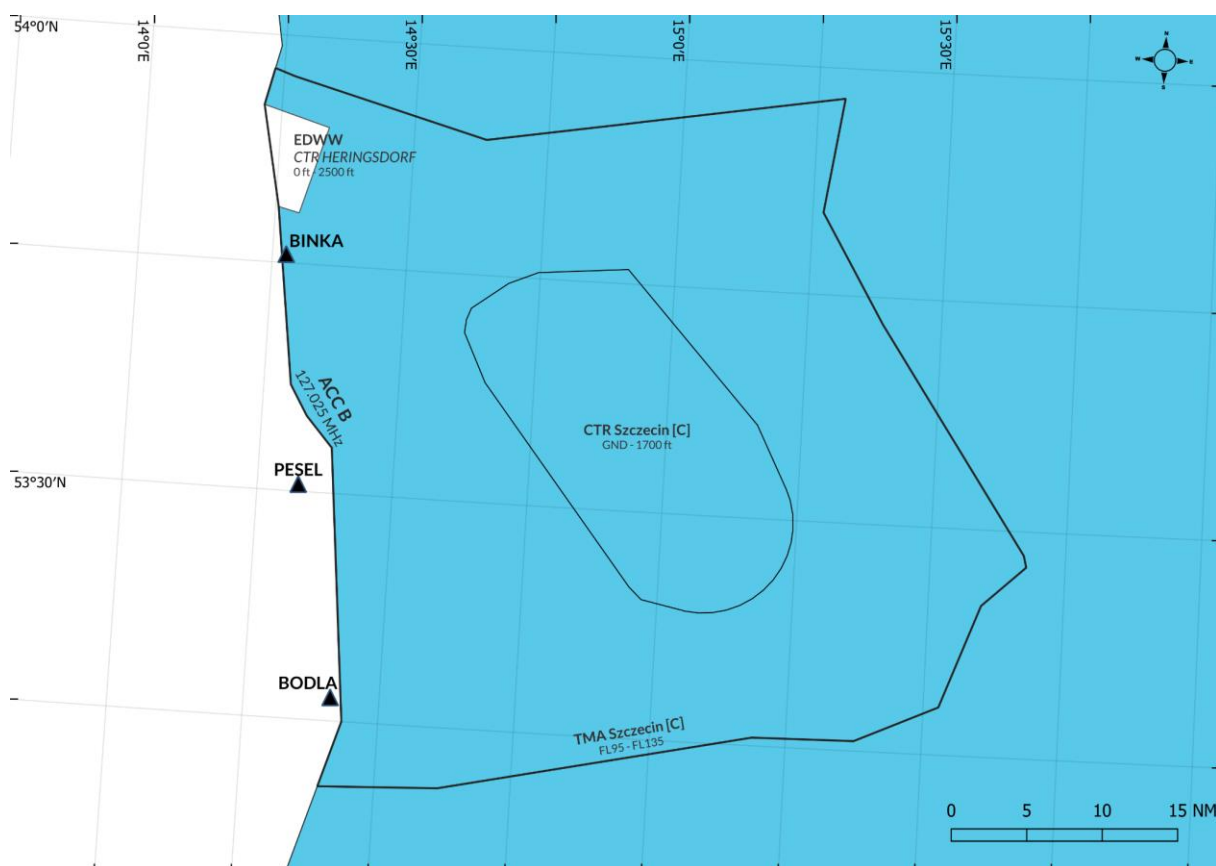 54°0′N
14°0′E
14°30′E
15°0′E
15°30′E
N
W
E
S
EDWW
CTR HERINGSDORF
0 ft - 2500 ft
BINKA
ACC B
127.025 MHz
CTR Szczecin [C]
GND - 1700 ft
PESEL
53°30′N
BODLA
TMA Szczecin [C]
FL95 - FL135
0 5 10 15 NM